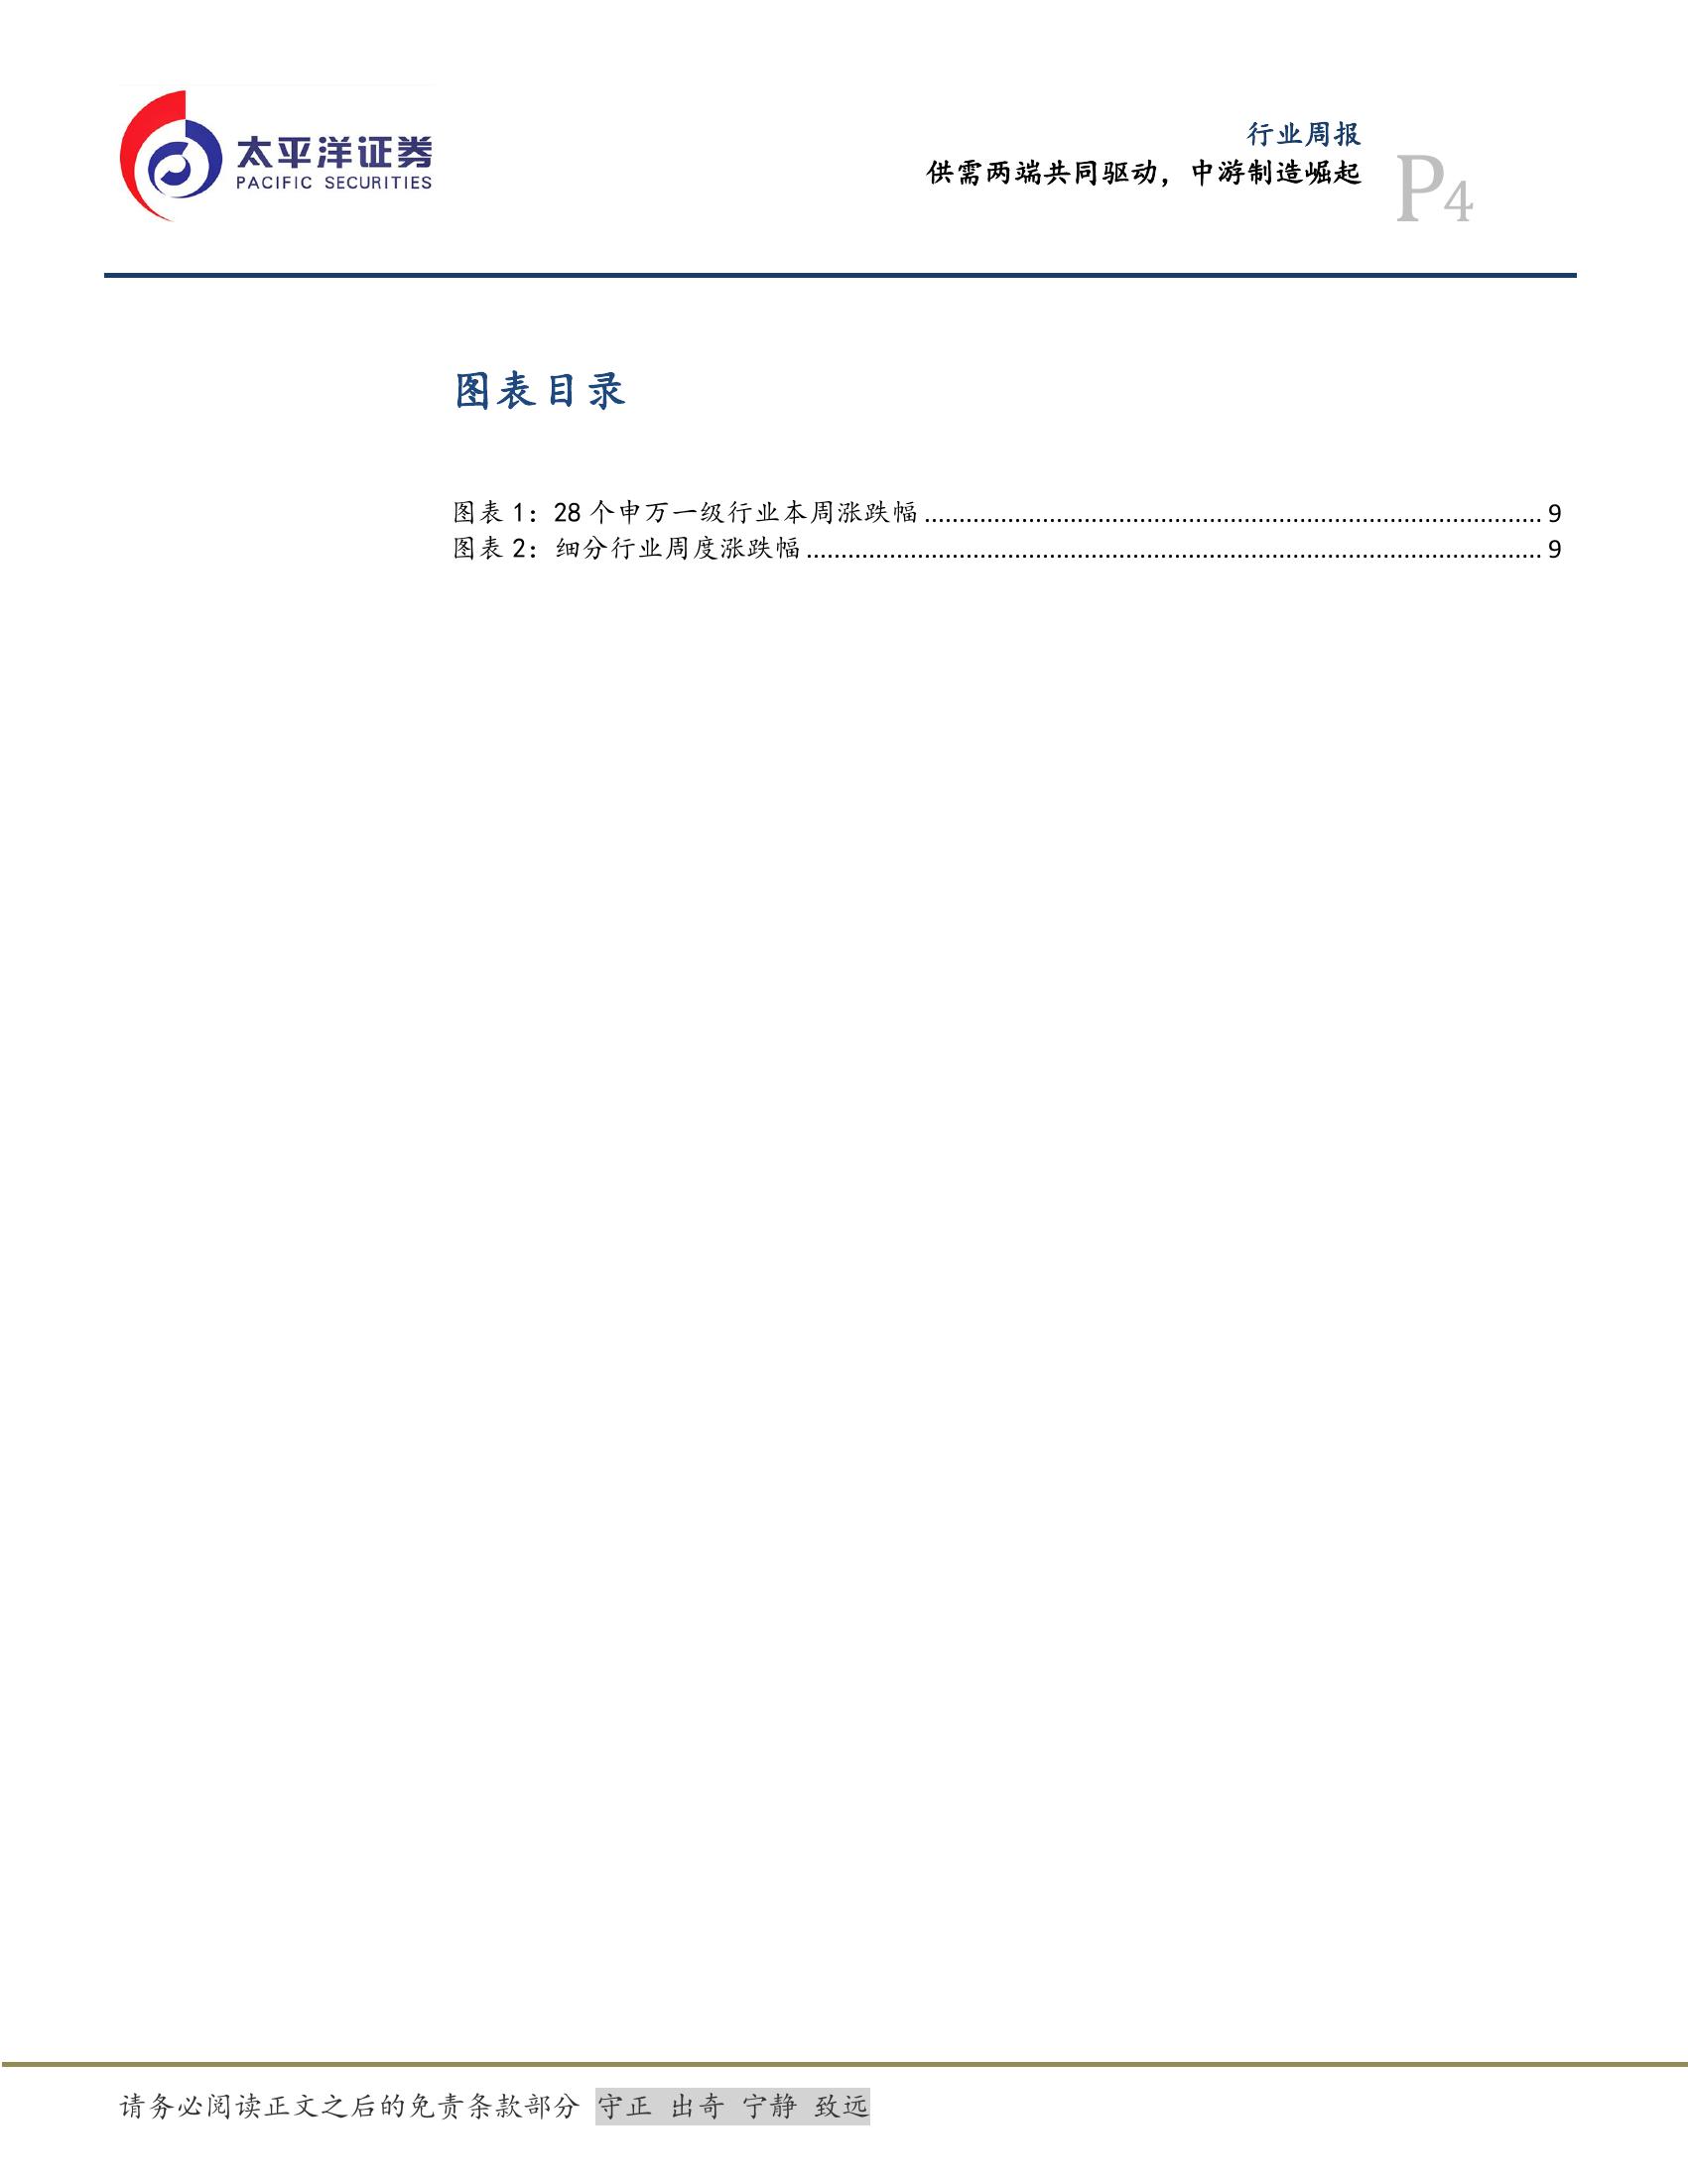 太平洋证券
PACIFIC SECURITIES
行业周报
供需两端共同驱动，中游制造崛起
P4
图表目录
图表 1：28 个申万一级行业本周涨跌幅 ........................................ 9
图表 2：细分行业周度涨跌幅 ........................................ 9
请务必阅读正文之后的免责条款部分 守正 出奇 宁静 致远